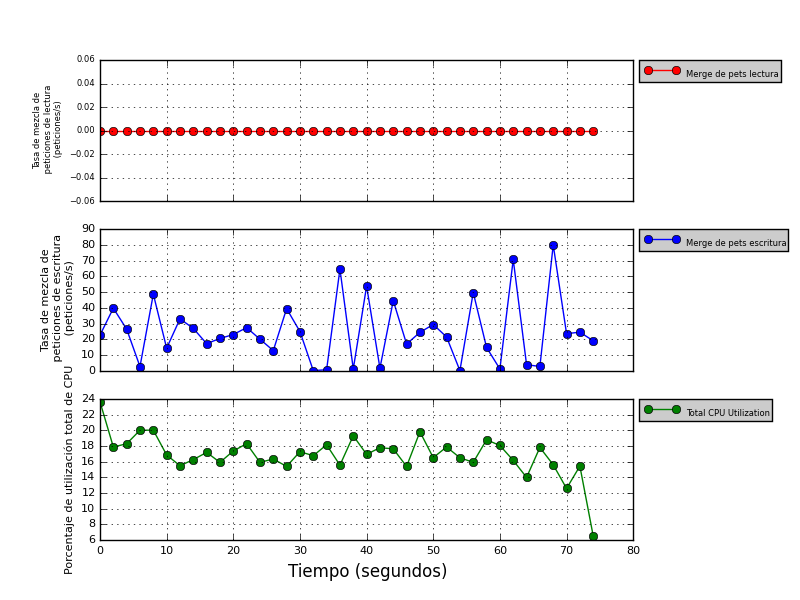 0.06
0.04
0.02
0.00
−0.02
−0.04
−0.06
Tasa de mezcla de
peticiones de lectura
(peticiones/s)
Merge de pets lectura
90
80
70
60
50
40
30
20
10
0
Tasa de mezcla de
peticiones de escritura
(peticiones/s)
Merge de pets escritura
24
22
20
18
16
14
12
10
8
6
Porcentaje de utilización total de CPU
Total CPU Utilization
0 10 20 30 40 50 60 70 80
Tiempo (segundos)